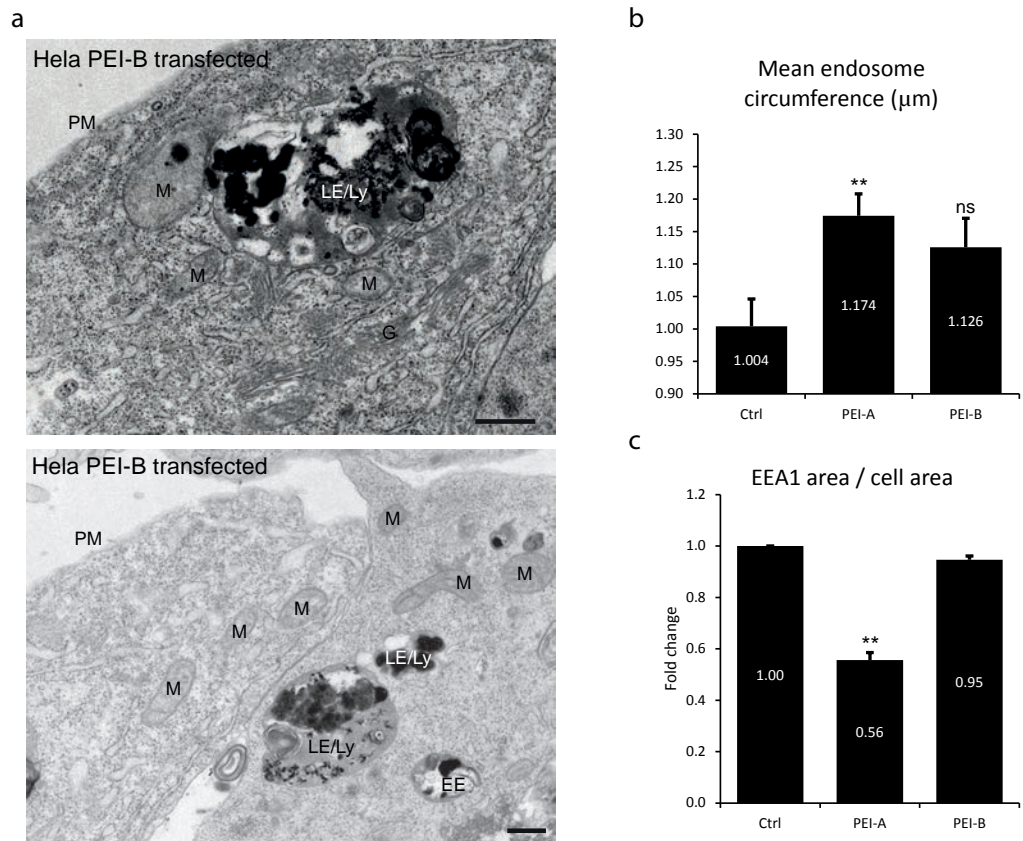 a
Hela PEI-B transfected
PM
M
LE/Ly
M
M
G
Hela PEI-B transfected
PM
M
M
M
M
M
M
LE/Ly
LE/Ly
EE
b
Mean endosome
circumference (µm)
1.30
1.25
1.20
1.15
1.10
1.05
1.00
0.95
0.90
**
ns
1.004
1.174
1.126
Ctrl
PEI-A
PEI-B
c
EEA1 area / cell area
Fold change
1.2
1.0
0.8
0.6
0.4
0.2
0.0
**
1.00
0.56
0.95
Ctrl
PEI-A
PEI-B